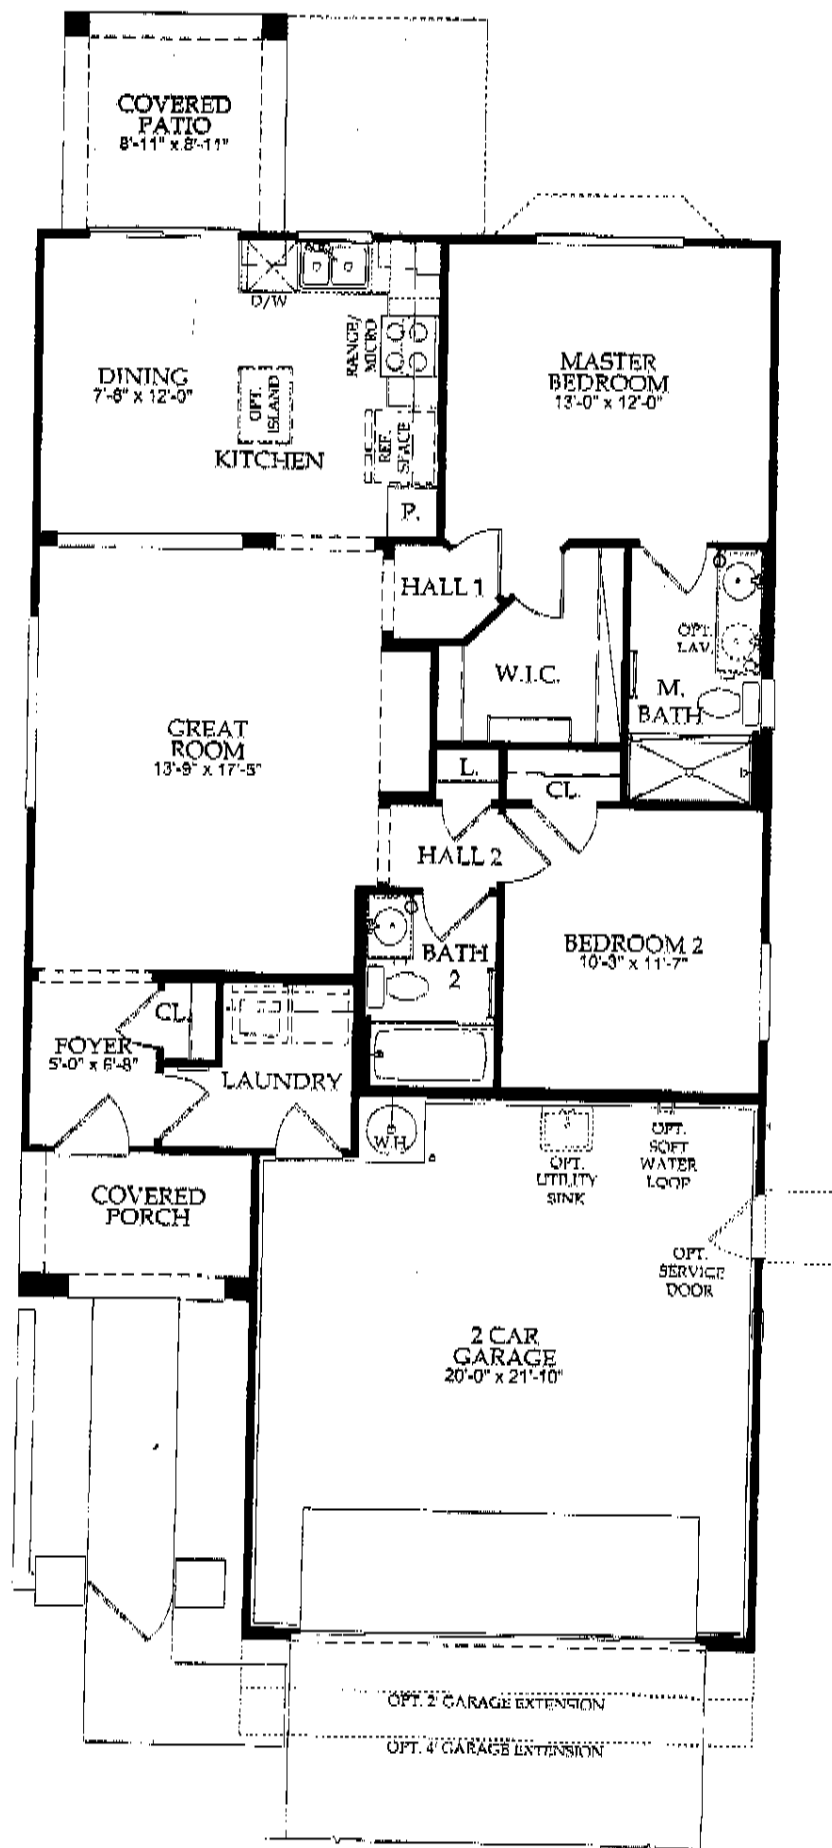 COVERED
PATIO
8'-11" x 8'-11"
D/W
RANGE/
MICRO
DINING
7'-6" x 12'-0"
OPT.
ISLAND
REF.
SPACE
KITCHEN
P.
MASTER
BEDROOM
13'-0" x 12'-0"
HALL 1
OPT.
LAV.
W.I.C.
M.
BATH
GREAT
ROOM
13'-9" x 17'-5"
L.
CL.
HALL 2
BATH
2
BEDROOM 2
10'-3" x 11'-7"
CL.
FOYER
5'-0" x 6'-8"
LAUNDRY
W.H.
OPT.
UTILITY
SINK
OPT.
SOFT
WATER
LOOP
COVERED
PORCH
OPT.
SERVICE
DOOR
2 CAR
GARAGE
20'-0" x 21'-10"
OPT. 2' GARAGE EXTENSION
OPT. 4' GARAGE EXTENSION